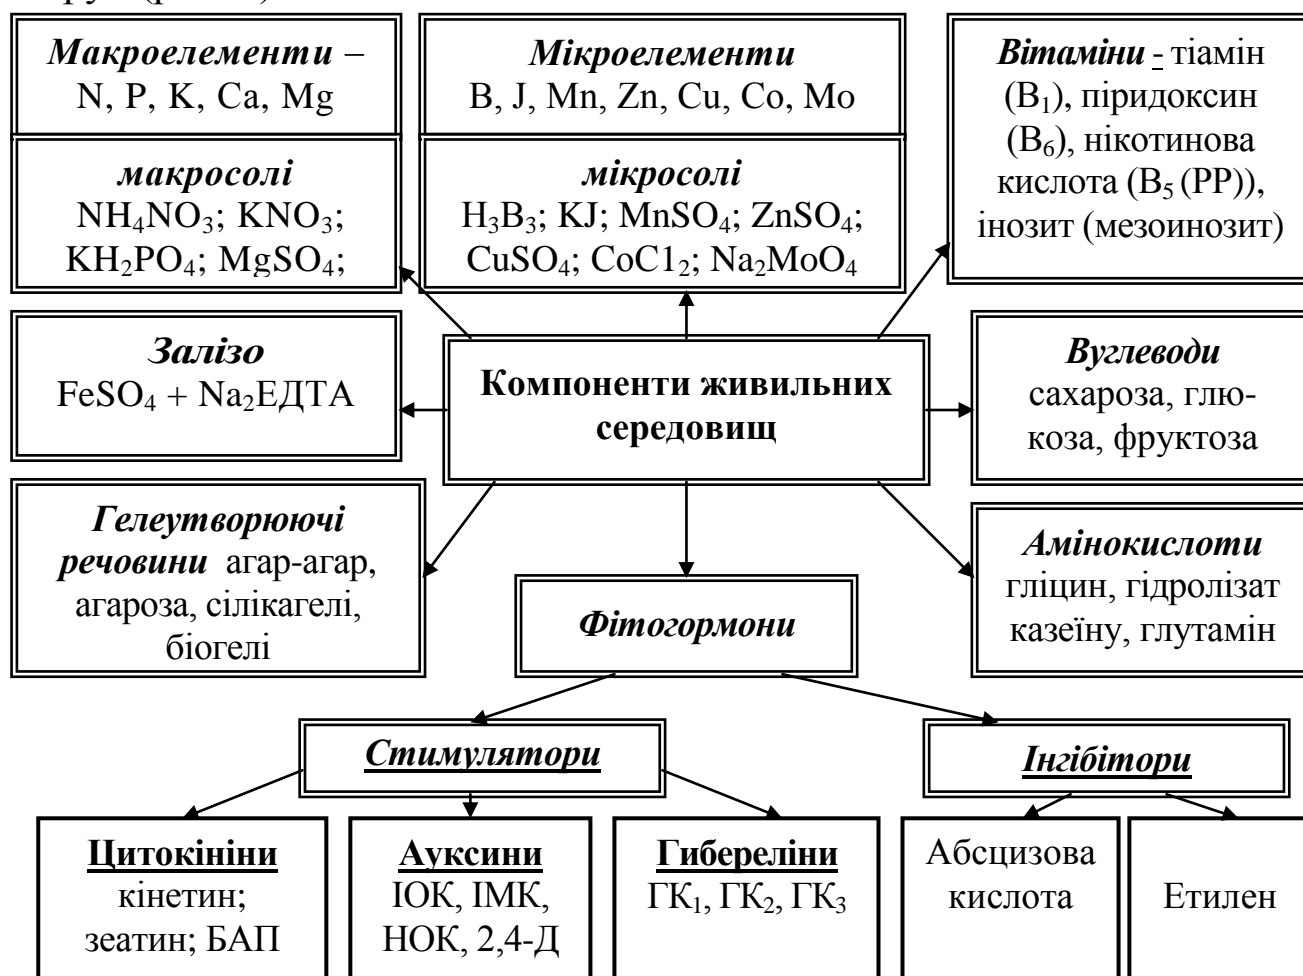 Макроелементи –
N, P, K, Ca, Mg
Мікроелементи
B, J, Mn, Zn, Cu, Co, Mo
Вітаміни - тіамін
(B₁), піридоксин
(B₆), нікотинова
кислота (B₅ (PP)),
інозит (мезоинозит)
макросолі
NH₄NO₃; KNO₃;
KH₂PO₄; MgSO₄;
мікросолі
H₃B₃; KJ; MnSO₄; ZnSO₄;
CuSO₄; CoC1₂; Na₂MoO₄
Залізо
FeSO₄ + Na₂ЕДТА
Компоненти живильних
середовищ
Вуглеводи
сахароза, глю-
коза, фруктоза
Гелеутворюючі
речовини агар-агар,
агароза, сілікагелі,
біогелі
Фітогормони
Амінокислоти
гліцин, гідролізат
казеїну, глутамін
Стимулятори
Інгібітори
Цитокініни
кінетин;
зеатин; БАП
Ауксини
ІОК, ІМК,
НОК, 2,4-Д
Гибереліни
ГК₁, ГК₂, ГК₃
Абсцизова
кислота
Етилен